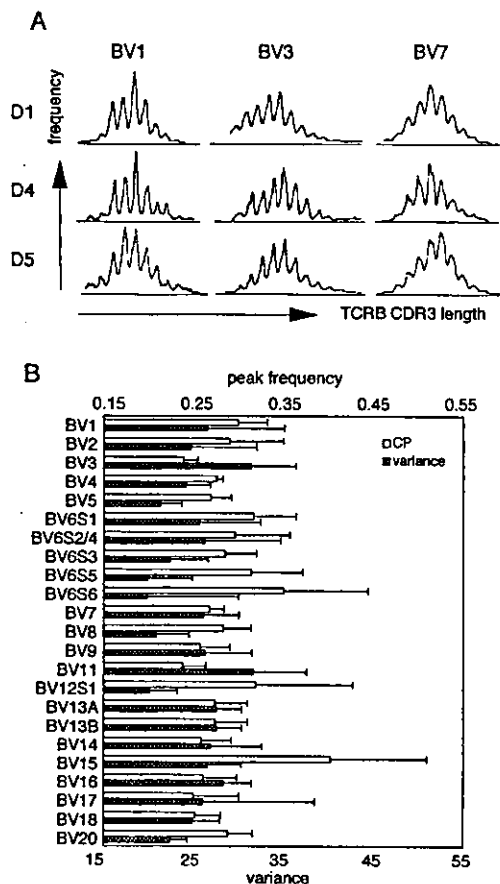 A
BV1 BV3 BV7
D1
frequency
D4
D5
TCRB CDR3 length
B
peak frequency
0.15 0.25 0.35 0.45 0.55
CP
variance
BV1
BV2
BV3
BV4
BV5
BV6S1
BV6S2/4
BV6S3
BV6S5
BV6S6
BV7
BV8
BV9
BV11
BV12S1
BV13A
BV13B
BV14
BV15
BV16
BV17
BV18
BV20
15 25 35 45 55
variance